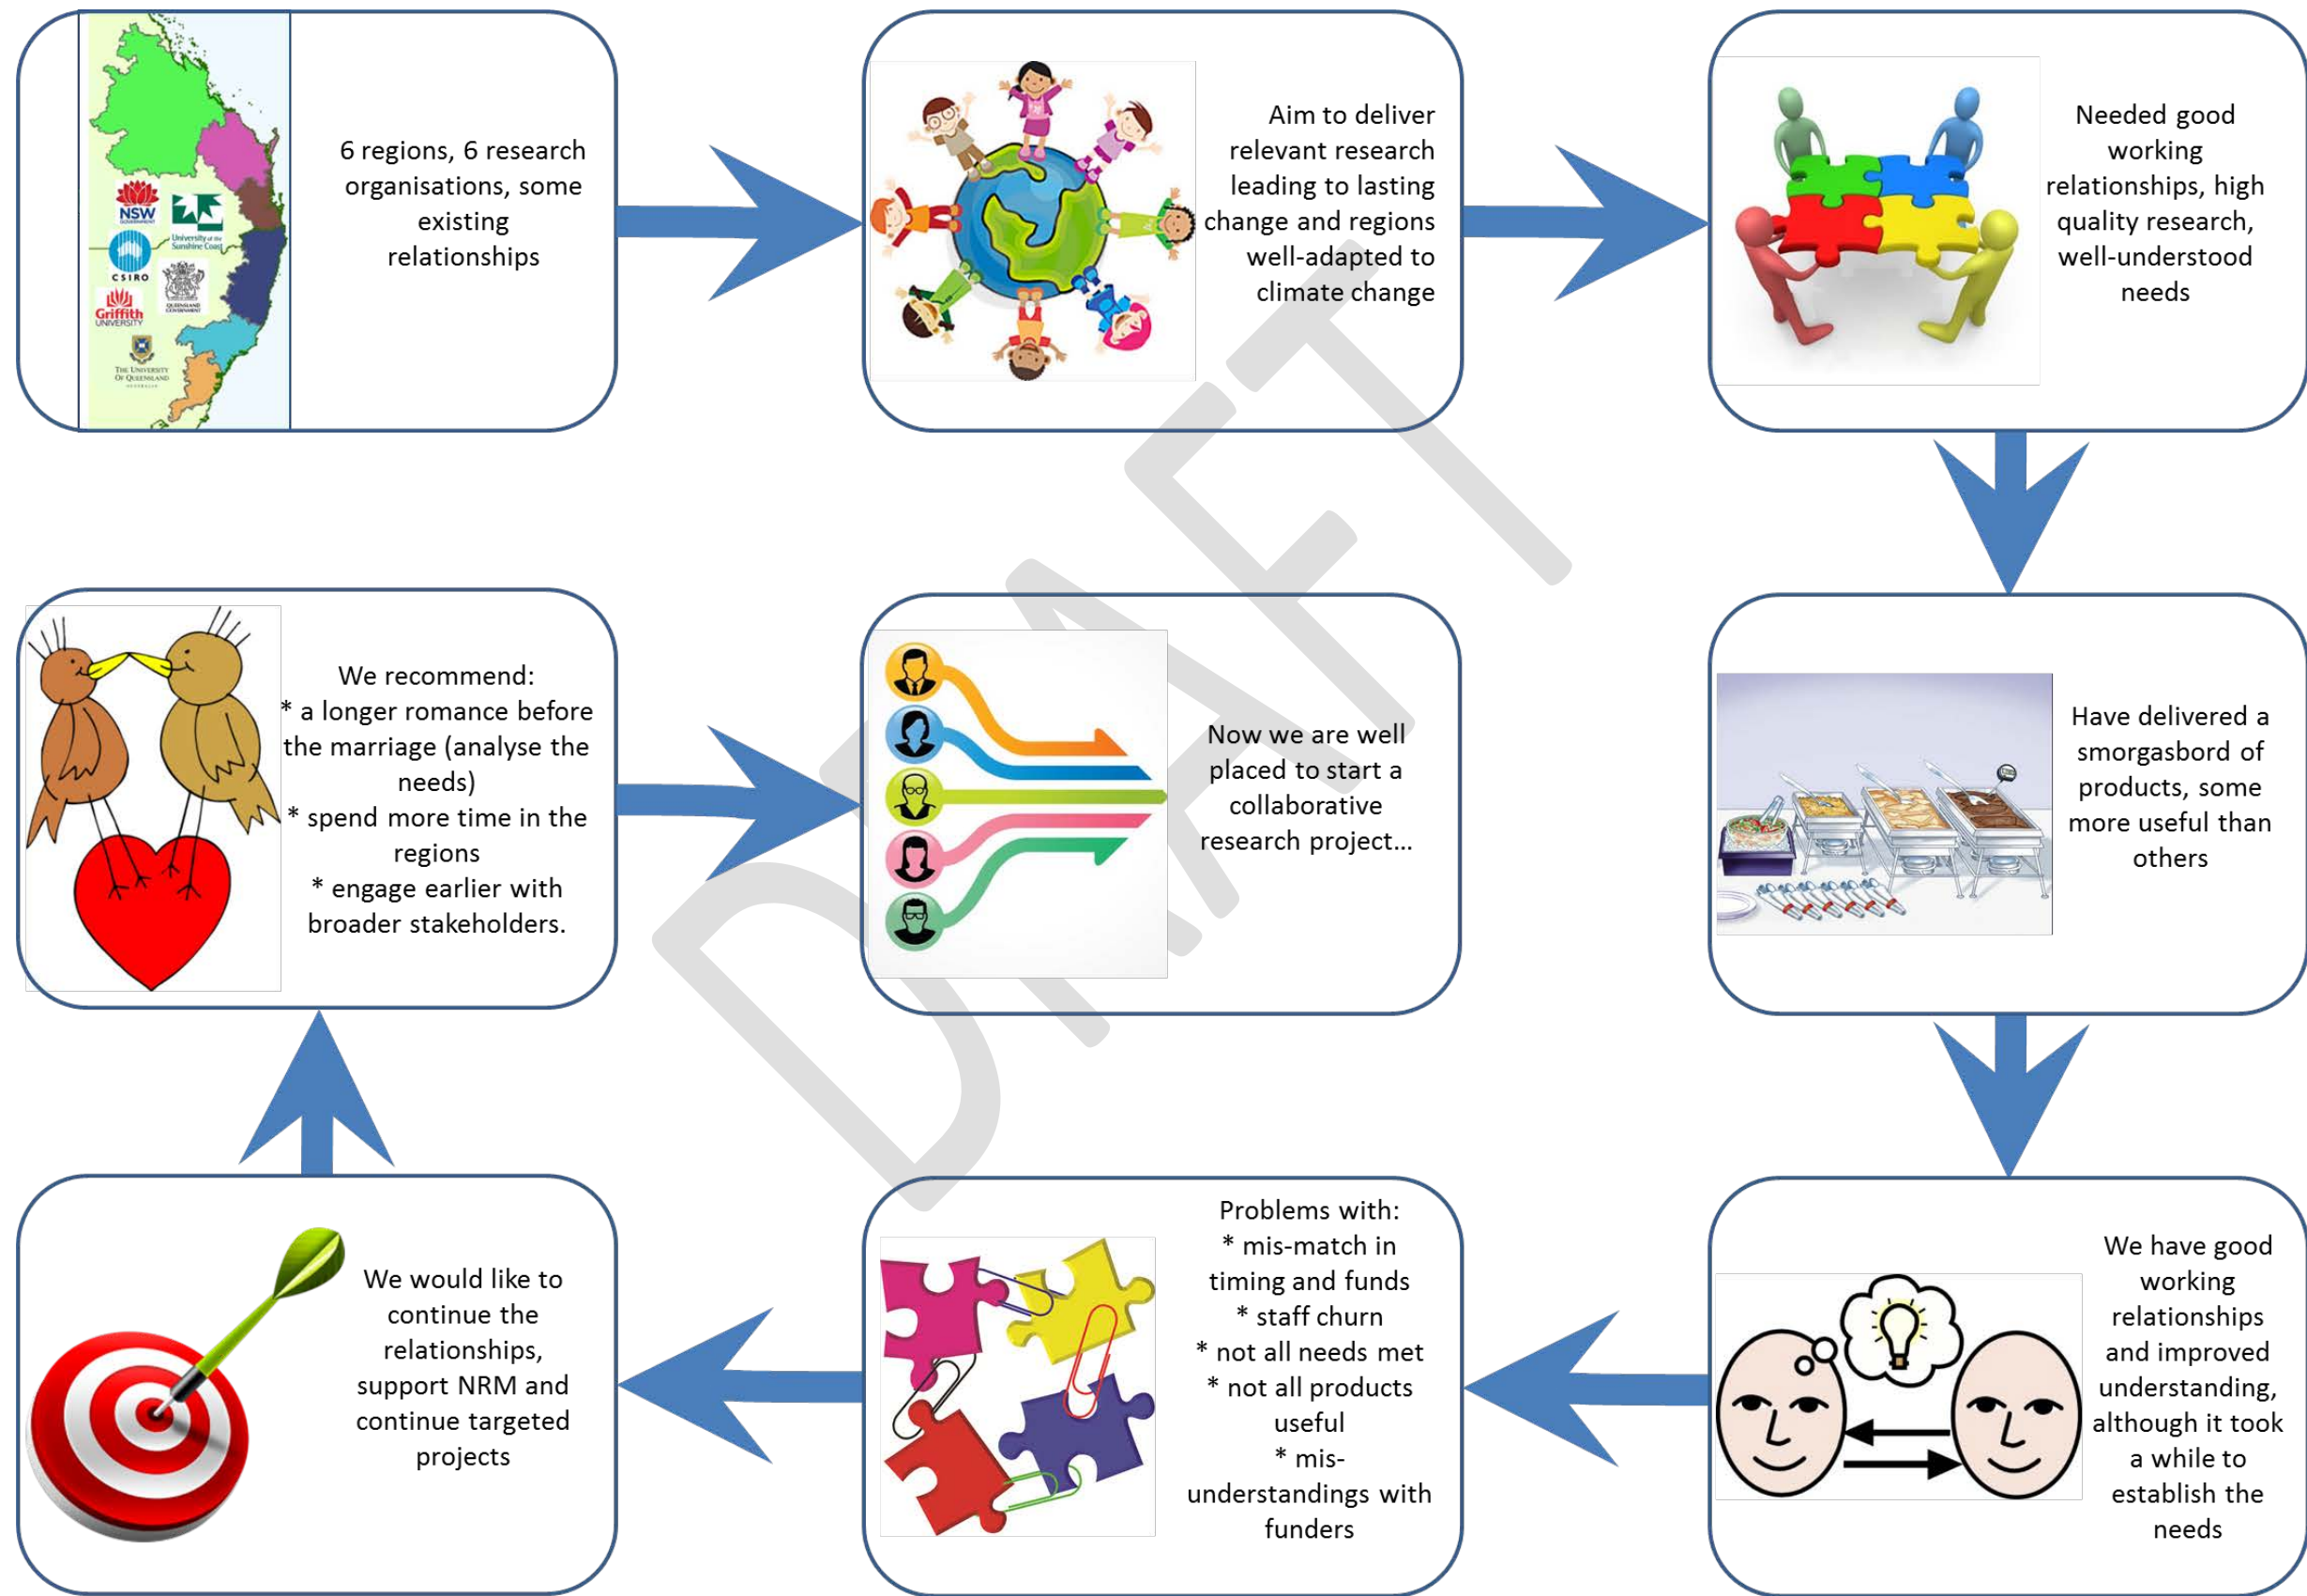 6 regions, 6 research
organisations, some
existing
relationships
NSW
GOVERNMENT
University of the
Sunshine Coast
CSIRO
QUEENSLAND
GOVERNMENT
Griffith
UNIVERSITY
THE UNIVERSITY
OF QUEENSLAND
AUSTRALIA
Aim to deliver
relevant research
leading to lasting
change and regions
well-adapted to
climate change
Needed good
working
relationships, high
quality research,
well-understood
needs
Have delivered a
smorgasbord of
products, some
more useful than
others
We have good
working
relationships
and improved
understanding,
although it took
a while to
establish the
needs
Problems with:
* mis-match in
timing and funds
* staff churn
* not all needs met
* not all products
useful
* mis-
understandings with
funders
We would like to
continue the
relationships,
support NRM and
continue targeted
projects
We recommend:
* a longer romance before
the marriage (analyse the
needs)
* spend more time in the
regions
* engage earlier with
broader stakeholders.
Now we are well
placed to start a
collaborative
research project...
DRAFT